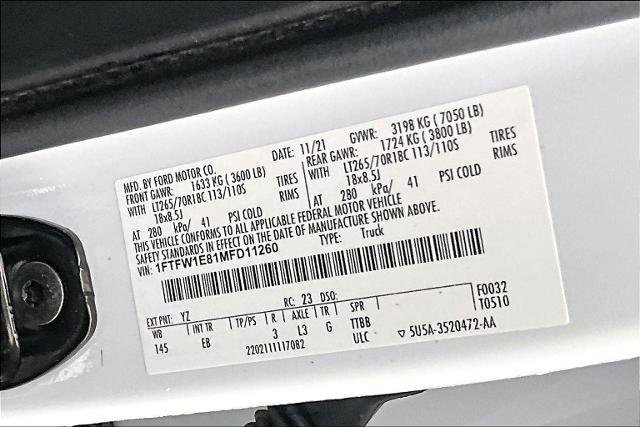 MFD. BY FORD MOTOR CO.
DATE: 11/21 GVWR: 3198 KG ( 7050 LB)
FRONT GAWR: 1633 KG ( 3600 LB) REAR GAWR: 1724 KG ( 3800 LB)
WITH LT265/70R18C 113/110S TIRES WITH LT265/70R18C 113/110S TIRES
18x8.5J RIMS 18x8.5J RIMS
AT 280 kPa/ 41 PSI COLD AT 280 kPa/ 41 PSI COLD
THIS VEHICLE CONFORMS TO ALL APPLICABLE FEDERAL MOTOR VEHICLE
SAFETY STANDARDS IN EFFECT ON THE DATE OF MANUFACTURE SHOWN ABOVE.
VIN: 1FTFW1E81MFD11260 TYPE: Truck
EXT PNT: YZ RC: 23 DSO: F0032
WB INT TR TP/PS R AXLE TR SPR T0510
145 EB 3 L3 G TTBB
2202111117082 ULC 5U5A-3520472-AA